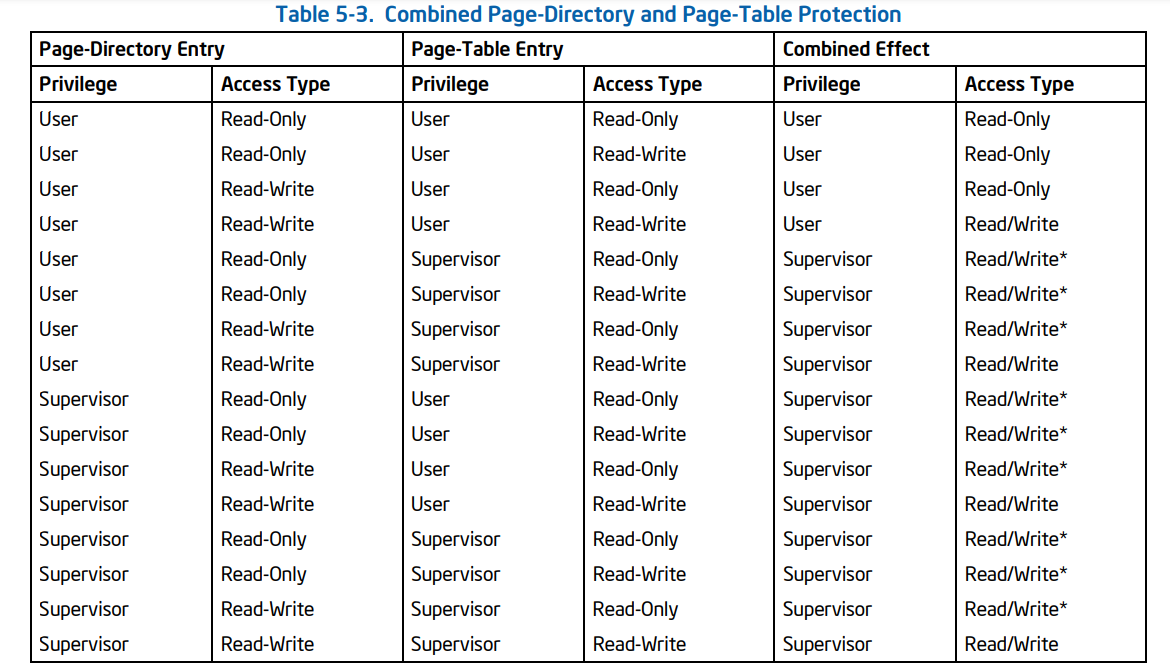 Table 5-3. Combined Page-Directory and Page-Table Protection
Page-Directory Entry Page-Table Entry Combined Effect
Privilege Access Type Privilege Access Type Privilege Access Type
User Read-Only User Read-Only User Read-Only
User Read-Only User Read-Write User Read-Only
User Read-Write User Read-Only User Read-Only
User Read-Write User Read-Write User Read/Write
User Read-Only Supervisor Read-Only Supervisor Read/Write*
User Read-Only Supervisor Read-Write Supervisor Read/Write*
User Read-Write Supervisor Read-Only Supervisor Read/Write*
User Read-Write Supervisor Read-Write Supervisor Read/Write
Supervisor Read-Only User Read-Only Supervisor Read/Write*
Supervisor Read-Only User Read-Write Supervisor Read/Write*
Supervisor Read-Write User Read-Only Supervisor Read/Write*
Supervisor Read-Write User Read-Write Supervisor Read/Write
Supervisor Read-Only Supervisor Read-Only Supervisor Read/Write*
Supervisor Read-Only Supervisor Read-Write Supervisor Read/Write*
Supervisor Read-Write Supervisor Read-Only Supervisor Read/Write*
Supervisor Read-Write Supervisor Read-Write Supervisor Read/Write